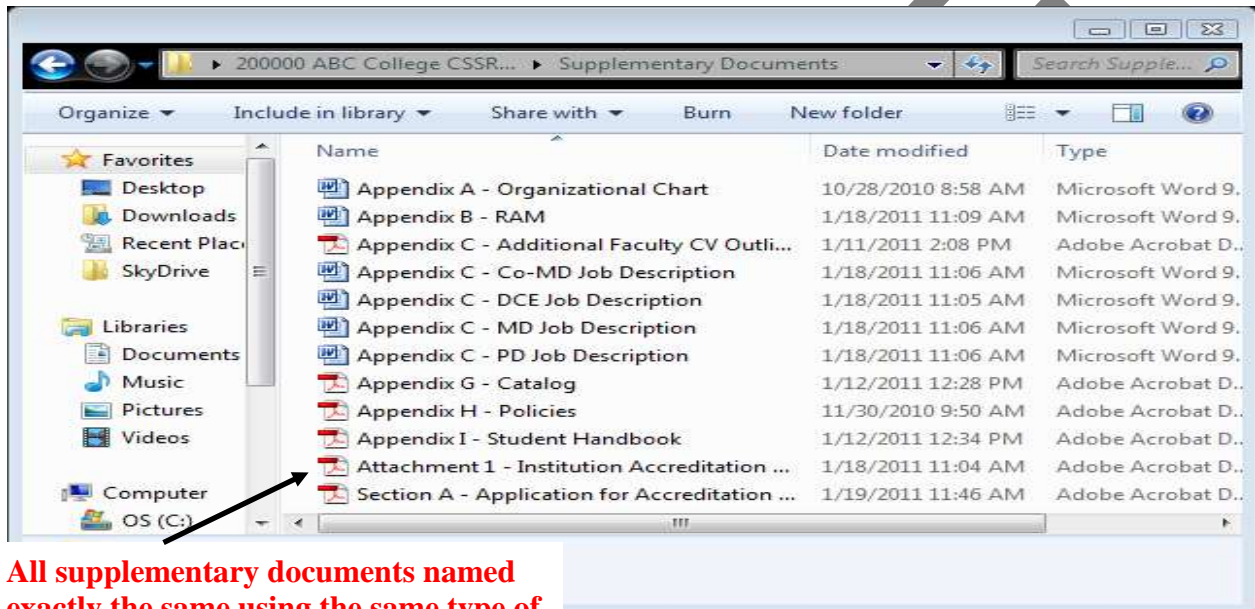 200000 ABC College CSSR... Supplementary Documents Search Supple...
Organize Include in library Share with Burn New folder
Favorites
Desktop
Downloads
Recent Plac
SkyDrive
Libraries
Documents
Music
Pictures
Videos
Computer
OS (C:)
Name Date modified Type
Appendix A - Organizational Chart 10/28/2010 8:58 AM Microsoft Word 9.
Appendix B - RAM 1/18/2011 11:09 AM Microsoft Word 9.
Appendix C - Additional Faculty CV Outli... 1/11/2011 2:08 PM Adobe Acrobat D..
Appendix C - Co-MD Job Description 1/18/2011 11:06 AM Microsoft Word 9.
Appendix C - DCE Job Description 1/18/2011 11:05 AM Microsoft Word 9.
Appendix C - MD Job Description 1/18/2011 11:06 AM Microsoft Word 9.
Appendix C - PD Job Description 1/18/2011 11:06 AM Microsoft Word 9.
Appendix G - Catalog 1/12/2011 12:28 PM Adobe Acrobat D..
Appendix H - Policies 11/30/2010 9:50 AM Adobe Acrobat D..
Appendix I - Student Handbook 1/12/2011 12:34 PM Adobe Acrobat D..
Attachment 1 - Institution Accreditation ... 1/18/2011 11:04 AM Adobe Acrobat D..
Section A - Application for Accreditation ... 1/19/2011 11:46 AM Adobe Acrobat D..
All supplementary documents named
exactly the same using the same type of